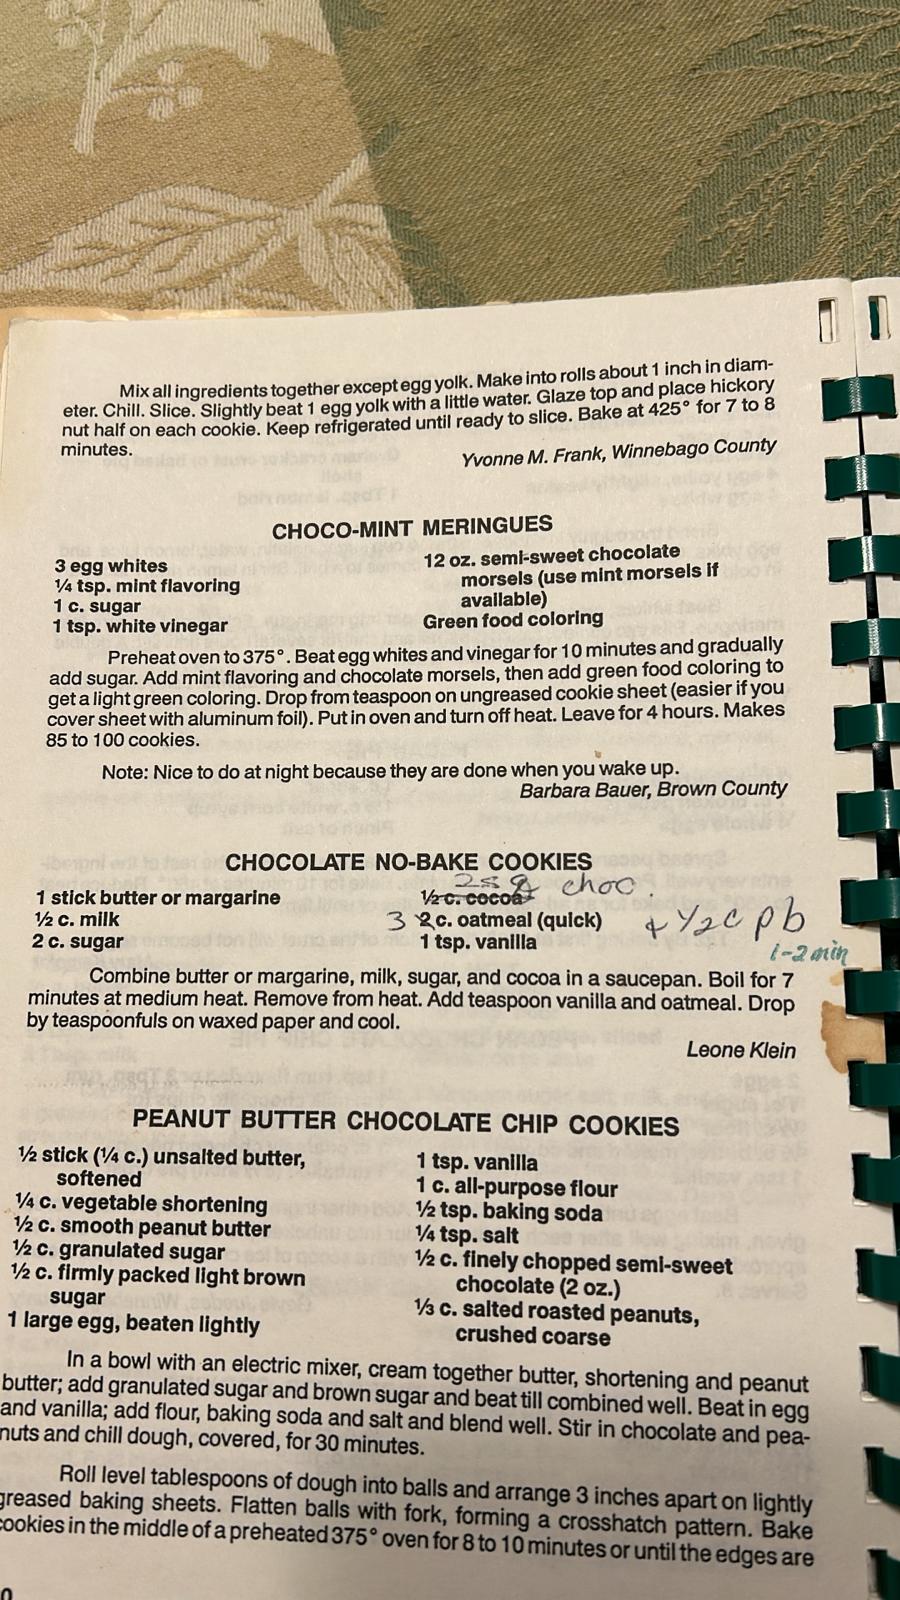 Mix all ingredients together except egg yolk. Make into rolls about 1 inch in diam-
eter. Chill. Slice. Slightly beat 1 egg yolk with a little water. Glaze top and place hickory
nut half on each cookie. Keep refrigerated until ready to slice. Bake at 425° for 7 to 8
minutes.
Yvonne M. Frank, Winnebago County
CHOCO-MINT MERINGUES
3 egg whites
¼ tsp. mint flavoring
1 c. sugar
1 tsp. white vinegar
12 oz. semi-sweet chocolate
morsels (use mint morsels if
available)
Green food coloring
Preheat oven to 375°. Beat egg whites and vinegar for 10 minutes and gradually
add sugar. Add mint flavoring and chocolate morsels, then add green food coloring to
get a light green coloring. Drop from teaspoon on ungreased cookie sheet (easier if you
cover sheet with aluminum foil). Put in oven and turn off heat. Leave for 4 hours. Makes
85 to 100 cookies.
Note: Nice to do at night because they are done when you wake up.
Barbara Bauer, Brown County
CHOCOLATE NO-BAKE COOKIES
1 stick butter or margarine
½ c. milk
2 c. sugar
choc.
½ c. cocoa
3 2 c. oatmeal (quick)
1 tsp. vanilla
+ ½ c pb
1-2 min
Combine butter or margarine, milk, sugar, and cocoa in a saucepan. Boil for 7
minutes at medium heat. Remove from heat. Add teaspoon vanilla and oatmeal. Drop
by teaspoonfuls on waxed paper and cool.
Leone Klein
PEANUT BUTTER CHOCOLATE CHIP COOKIES
½ stick (¼ c.) unsalted butter,
softened
¼ c. vegetable shortening
½ c. smooth peanut butter
½ c. granulated sugar
½ c. firmly packed light brown
sugar
1 large egg, beaten lightly
1 tsp. vanilla
1 c. all-purpose flour
½ tsp. baking soda
¼ tsp. salt
½ c. finely chopped semi-sweet
chocolate (2 oz.)
⅓ c. salted roasted peanuts,
crushed coarse
In a bowl with an electric mixer, cream together butter, shortening and peanut
butter; add granulated sugar and brown sugar and beat till combined well. Beat in egg
and vanilla; add flour, baking soda and salt and blend well. Stir in chocolate and pea-
nuts and chill dough, covered, for 30 minutes.
Roll level tablespoons of dough into balls and arrange 3 inches apart on lightly
greased baking sheets. Flatten balls with fork, forming a crosshatch pattern. Bake
cookies in the middle of a preheated 375° oven for 8 to 10 minutes or until the edges are